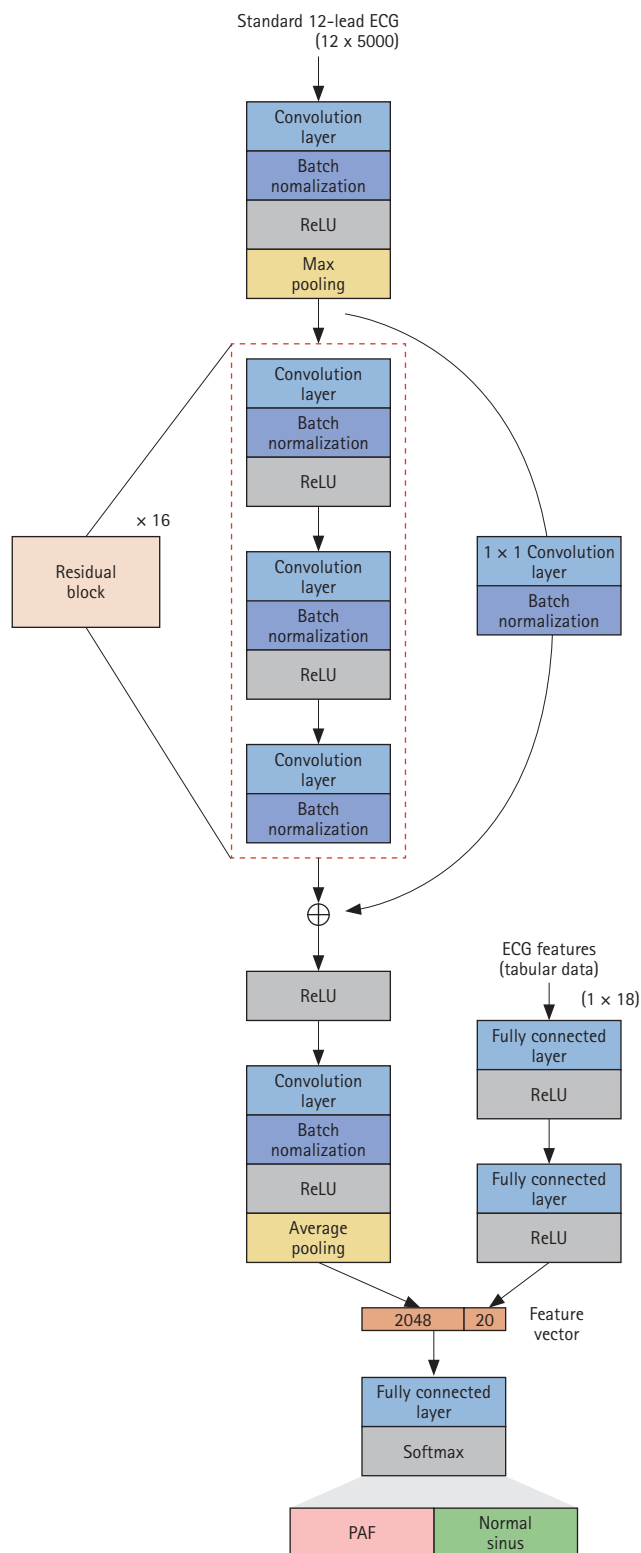 Standard 12-lead ECG
(12 x 5000)
Convolution
layer
Batch
nomalization
ReLU
Max
pooling
Convolution
layer
Batch
normalization
ReLU
× 16
Residual
block
Convolution
layer
Batch
normalization
ReLU
1 × 1 Convolution
layer
Batch
normalization
Convolution
layer
Batch
normalization
ReLU
ECG features
(tabular data)
(1 × 18)
Fully connected
layer
ReLU
Convolution
layer
Batch
nomalization
ReLU
Average
pooling
Fully connected
layer
ReLU
2048 20
Feature
vector
Fully connected
layer
Softmax
PAF
Normal
sinus